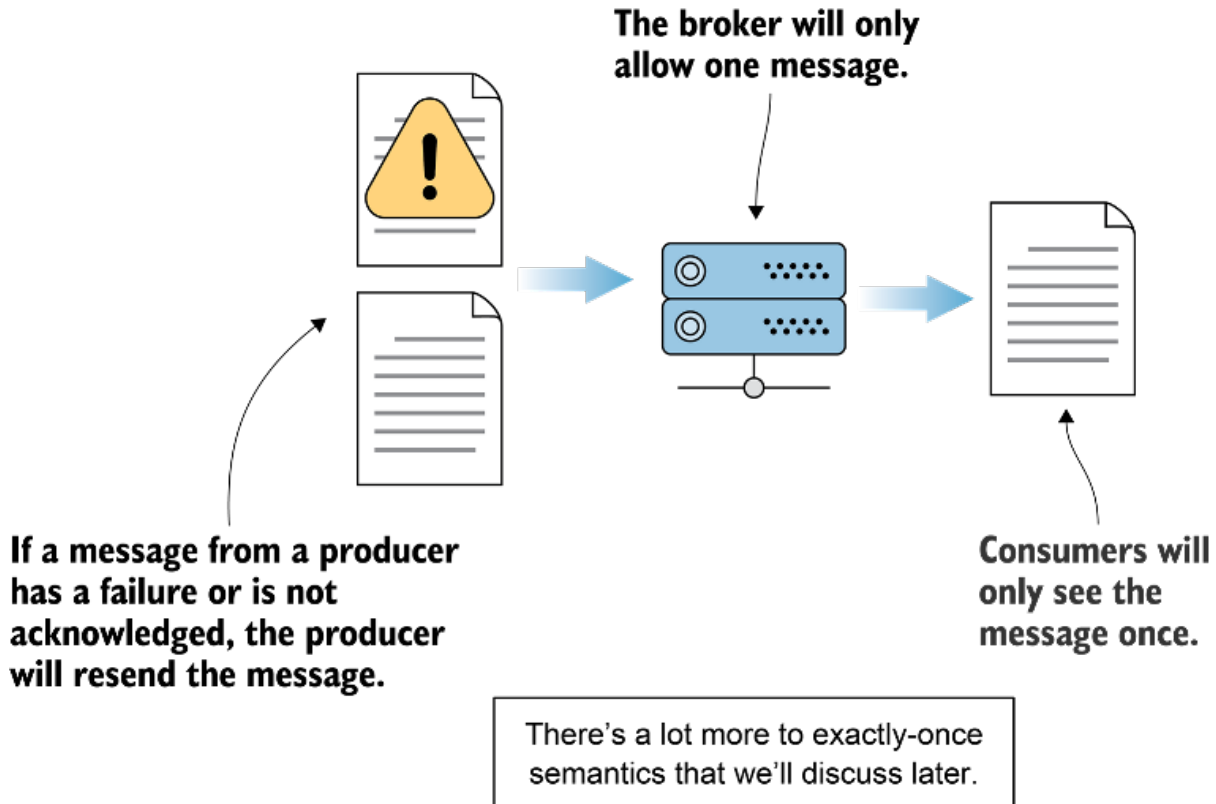 The broker will only
allow one message.
If a message from a producer
has a failure or is not
acknowledged, the producer
will resend the message.
Consumers will
only see the
message once.
There's a lot more to exactly-once
semantics that we'll discuss later.